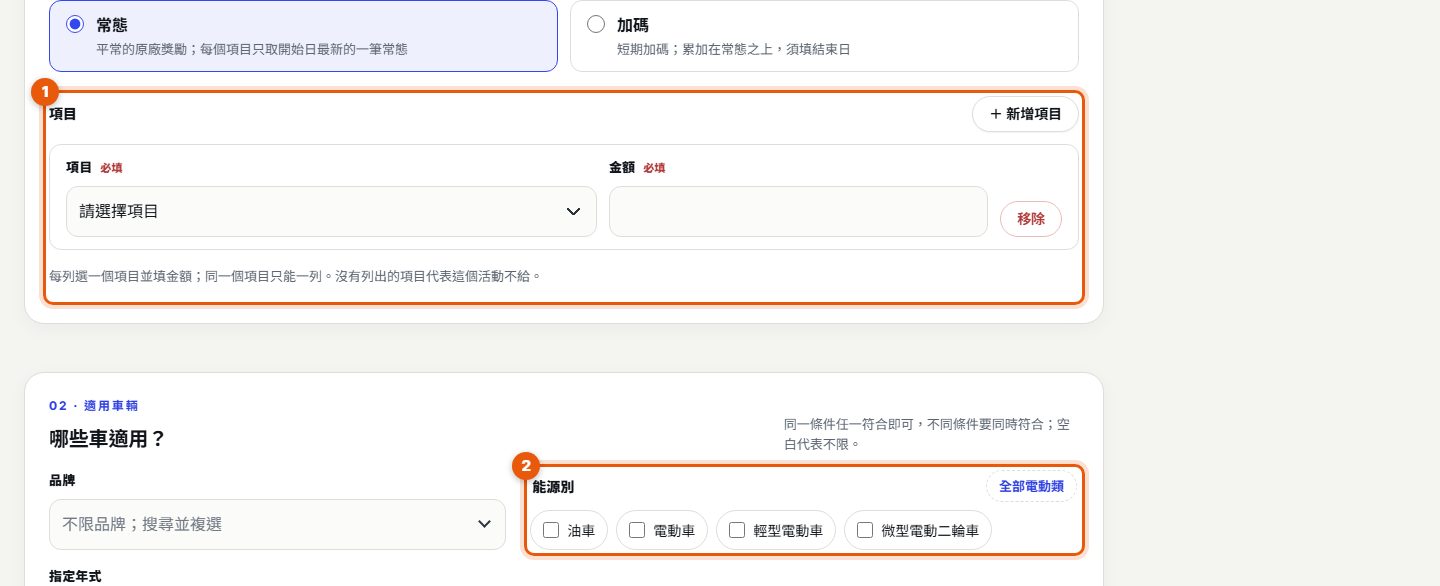 常態
平常的原廠獎勵；每個項目只取開始日最新的一筆常態
加碼
短期加碼；累加在常態之上，須填結束日
1
項目
＋ 新增項目
項目 必填
金額 必填
請選擇項目
移除
每列選一個項目並填金額；同一個項目只能一列。沒有列出的項目代表這個活動不給。
02 · 適用車輛
哪些車適用？
同一條件任一符合即可，不同條件要同時符合；空
白代表不限。
品牌
不限品牌；搜尋並複選
2
能源別
全部電動類
油車
電動車
輕型電動車
微型電動二輪車
指定年式